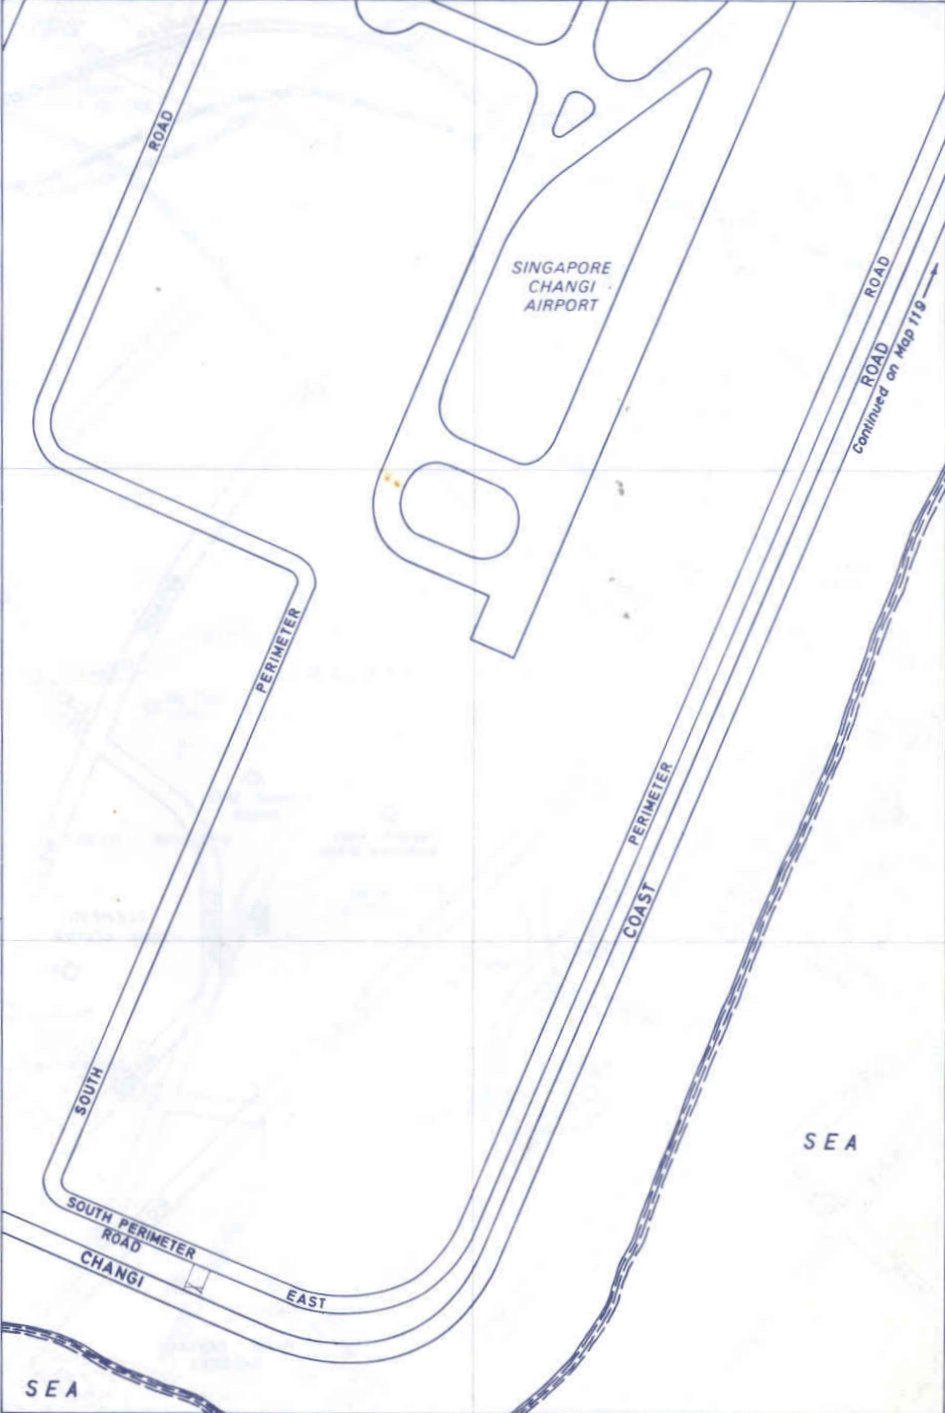 ROAD
SINGAPORE
CHANGI
AIRPORT
ROAD
ROAD
Continued on Map 119
PERIMETER
PERIMETER
COAST
SOUTH
SEA
SOUTH PERIMETER
ROAD
CHANGI
EAST
SEA